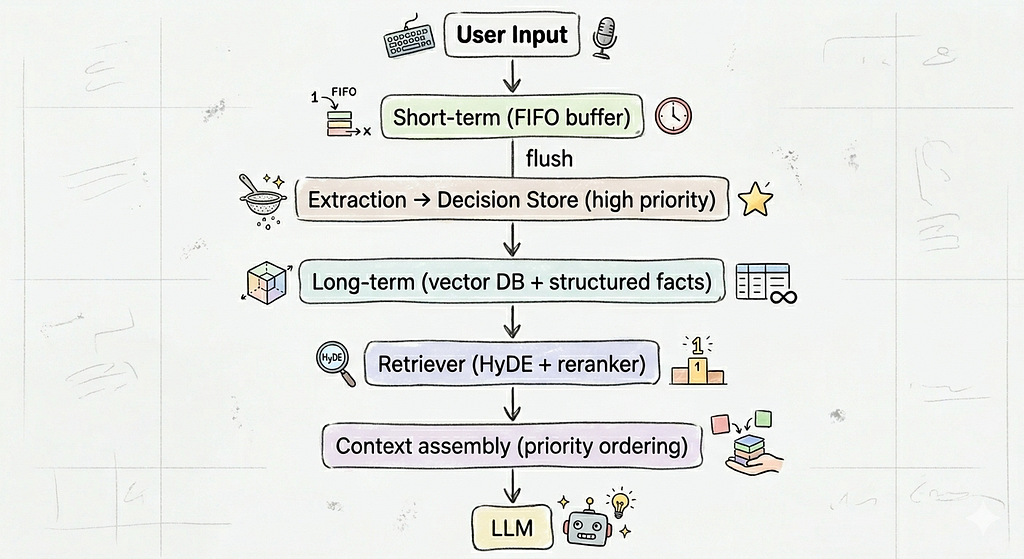 User Input
1 FIFO
x
Short-term (FIFO buffer)
flush
Extraction → Decision Store (high priority)
Long-term (vector DB + structured facts)
∞
HyDE
Retriever (HyDE + reranker)
1
1
Context assembly (priority ordering)
LLM